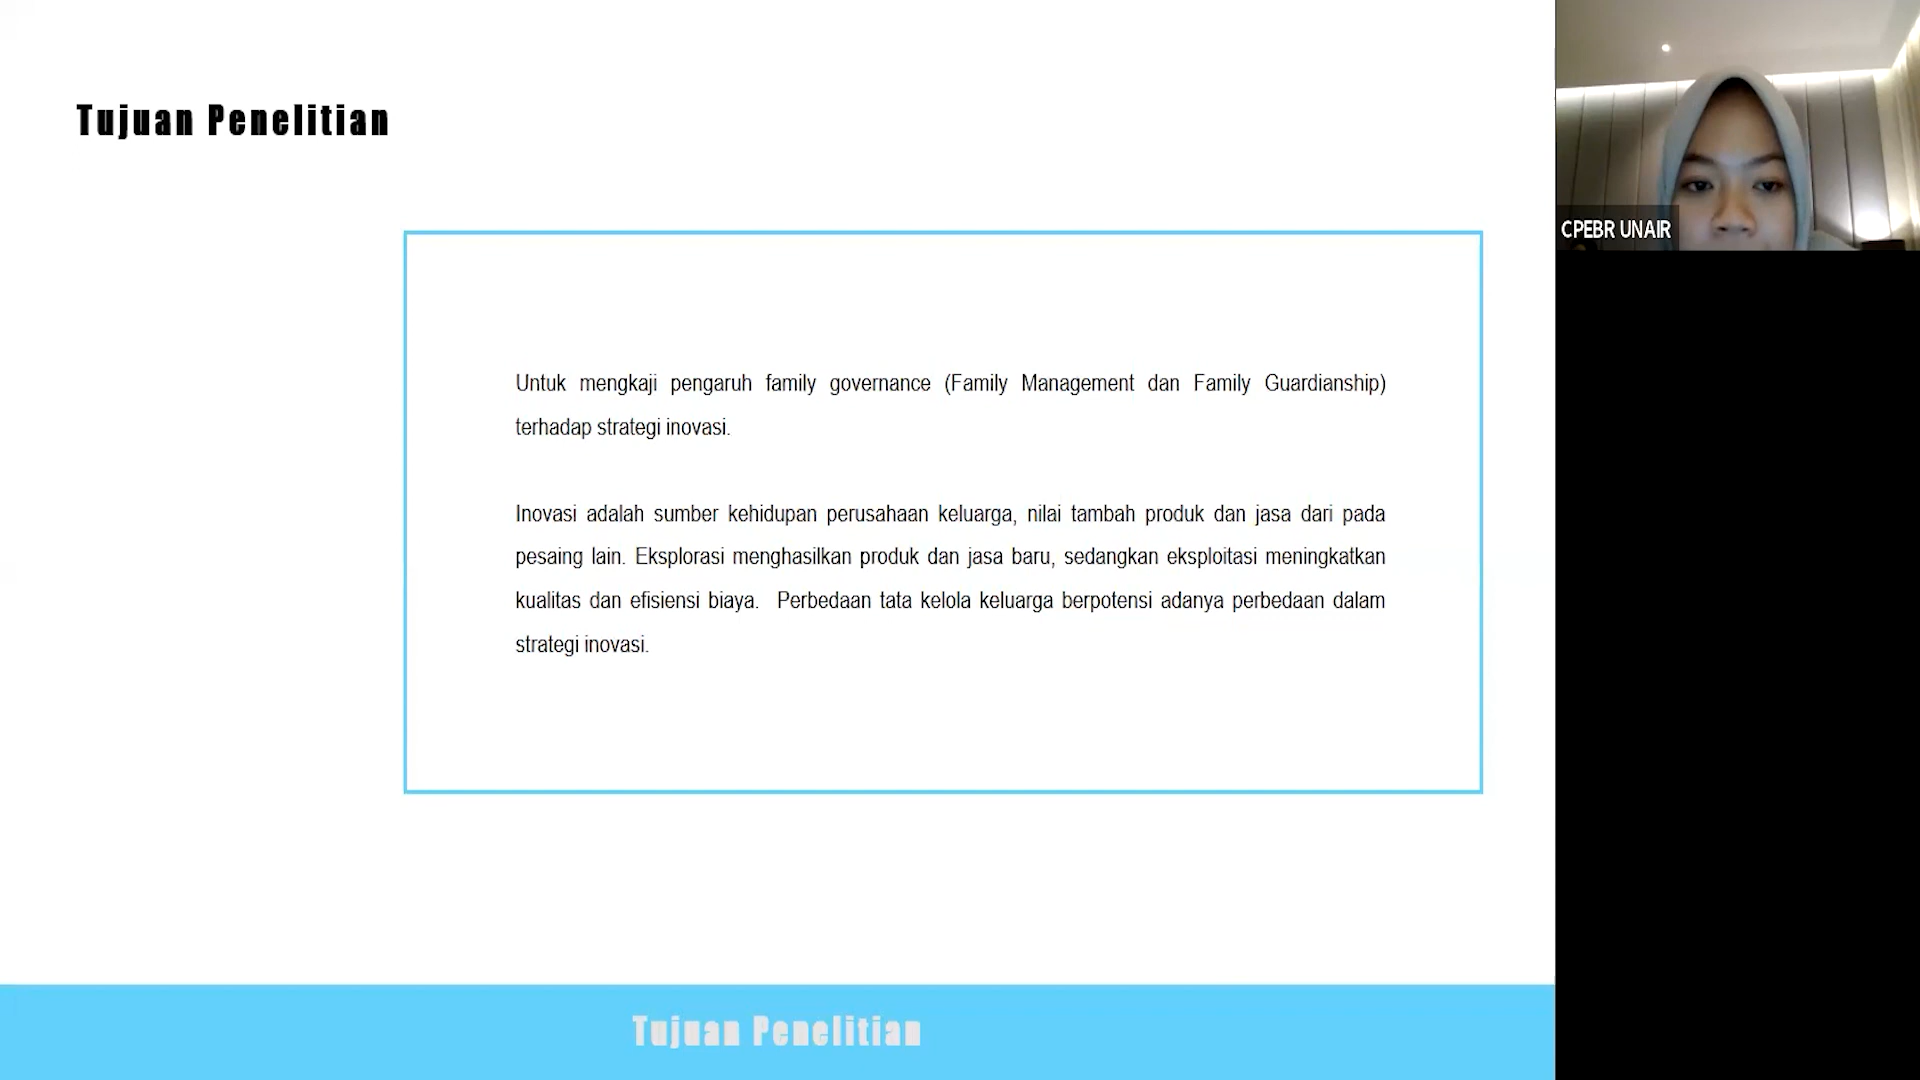 Tujuan Penelitian
Untuk mengkaji pengaruh family governance (Family Management dan Family Guardianship)
terhadap strategi inovasi.
Inovasi adalah sumber kehidupan perusahaan keluarga, nilai tambah produk dan jasa dari pada
pesaing lain. Eksplorasi menghasilkan produk dan jasa baru, sedangkan eksploitasi meningkatkan
kualitas dan efisiensi biaya. Perbedaan tata kelola keluarga berpotensi adanya perbedaan dalam
strategi inovasi.
Tujuan Penelitian
CPEBR UNAIR